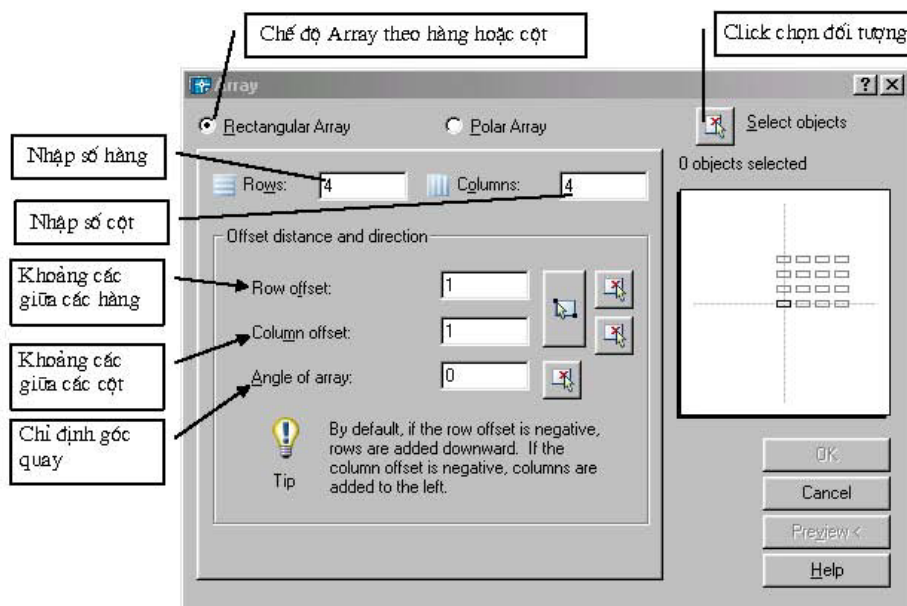 Chế độ Array theo hàng hoặc cột
Click chọn đối tượng
Array
Rectangular Array
Polar Array
Select objects
0 objects selected
Nhập số hàng
Rows:
4
Columns:
4
Nhập số cột
Offset distance and direction
Khoảng các
giữa các hàng
Row offset:
1
Column offset:
1
Khoảng các
giữa các cột
Angle of array:
0
Chỉ định góc
quay
Tip
By default, if the row offset is negative,
rows are added downward. If the
column offset is negative, columns are
added to the left.
OK
Cancel
Preview <
Help